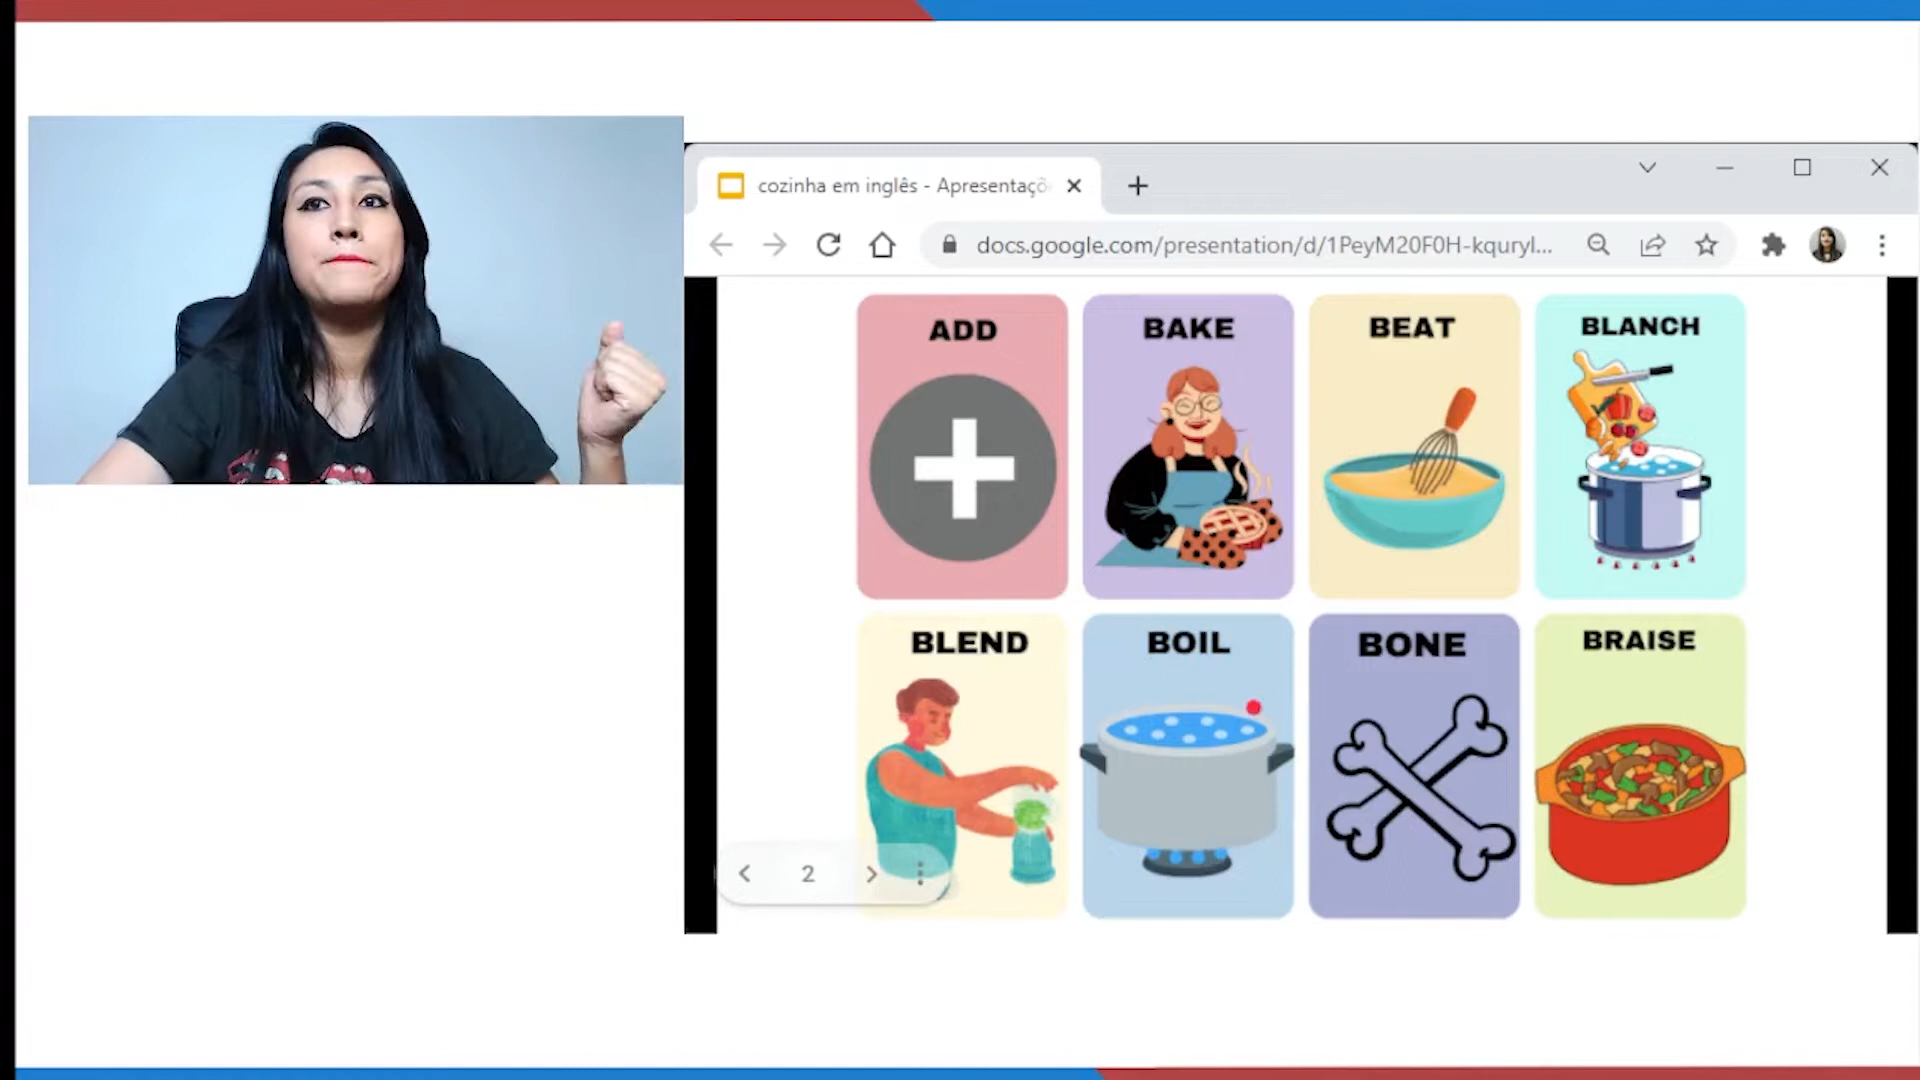 cozinha em inglês - Apresentaçõ
docs.google.com/presentation/d/1PeyM20F0H-kquryl...
ADD
BAKE
BEAT
BLANCH
BLEND
BOIL
BONE
BRAISE
2